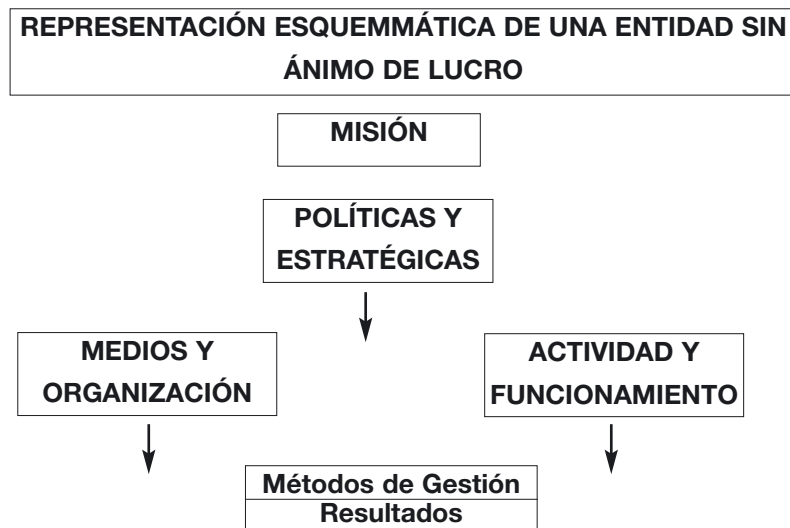 REPRESENTACIÓN ESQUEMMÁTICA DE UNA ENTIDAD SIN
ÁNIMO DE LUCRO
MISIÓN
POLÍTICAS Y
ESTRATÉGICAS
MEDIOS Y
ORGANIZACIÓN
ACTIVIDAD Y
FUNCIONAMIENTO
Métodos de Gestión
Resultados